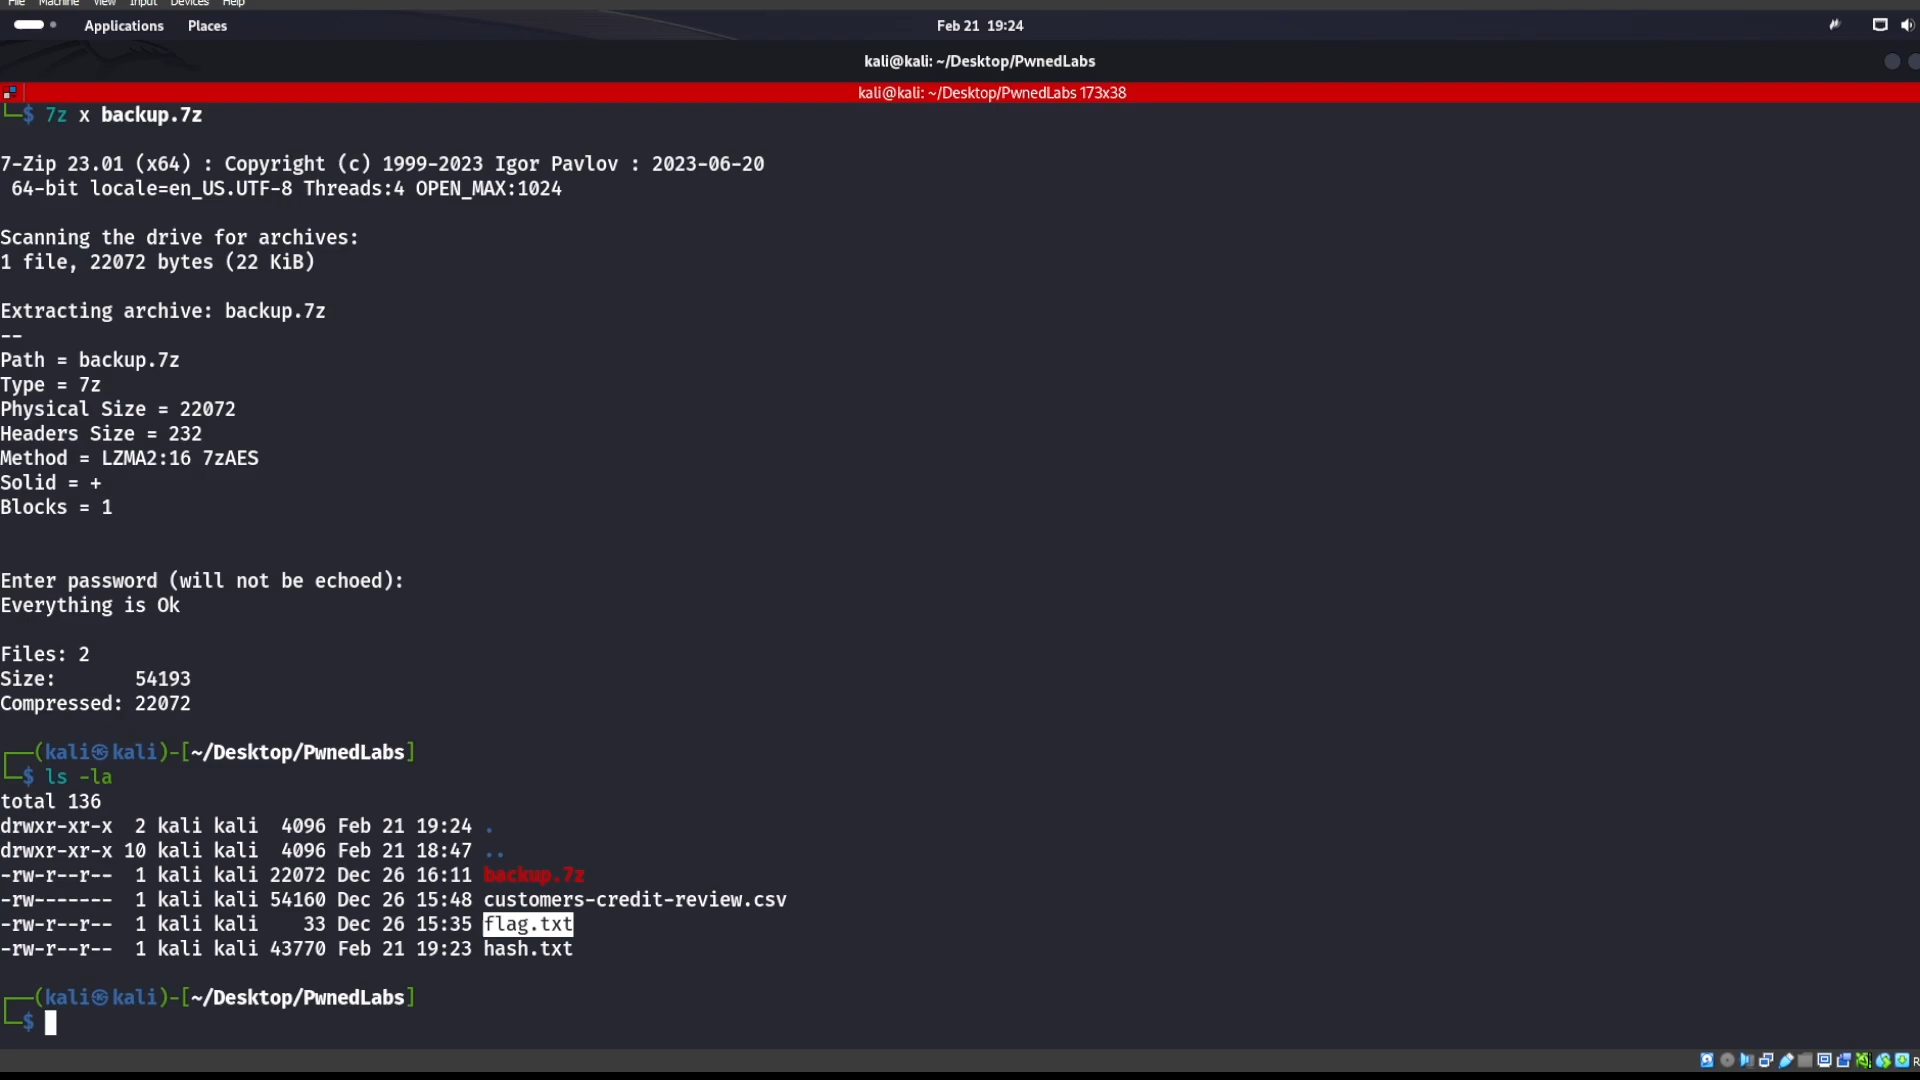 File Machine View Input Devices Help
Applications Places Feb 21 19:24
kali@kali: ~/Desktop/PwnedLabs
kali@kali: ~/Desktop/PwnedLabs 173x38
└─$ 7z x backup.7z
7-Zip 23.01 (x64) : Copyright (c) 1999-2023 Igor Pavlov : 2023-06-20
64-bit locale=en_US.UTF-8 Threads:4 OPEN_MAX:1024
Scanning the drive for archives:
1 file, 22072 bytes (22 KiB)
Extracting archive: backup.7z
--
Path = backup.7z
Type = 7z
Physical Size = 22072
Headers Size = 232
Method = LZMA2:16 7zAES
Solid = +
Blocks = 1
Enter password (will not be echoed):
Everything is Ok
Files: 2
Size:       54193
Compressed: 22072
┌──(kali㉿kali)-[~/Desktop/PwnedLabs]
└─$ ls -la
total 136
drwxr-xr-x  2 kali kali  4096 Feb 21 19:24 .
drwxr-xr-x 10 kali kali  4096 Feb 21 18:47 ..
-rw-r--r--  1 kali kali 22072 Dec 26 16:11 backup.7z
-rw-------  1 kali kali 54160 Dec 26 15:48 customers-credit-review.csv
-rw-r--r--  1 kali kali    33 Dec 26 15:35 flag.txt
-rw-r--r--  1 kali kali 43770 Feb 21 19:23 hash.txt
┌──(kali㉿kali)-[~/Desktop/PwnedLabs]
└─$
R